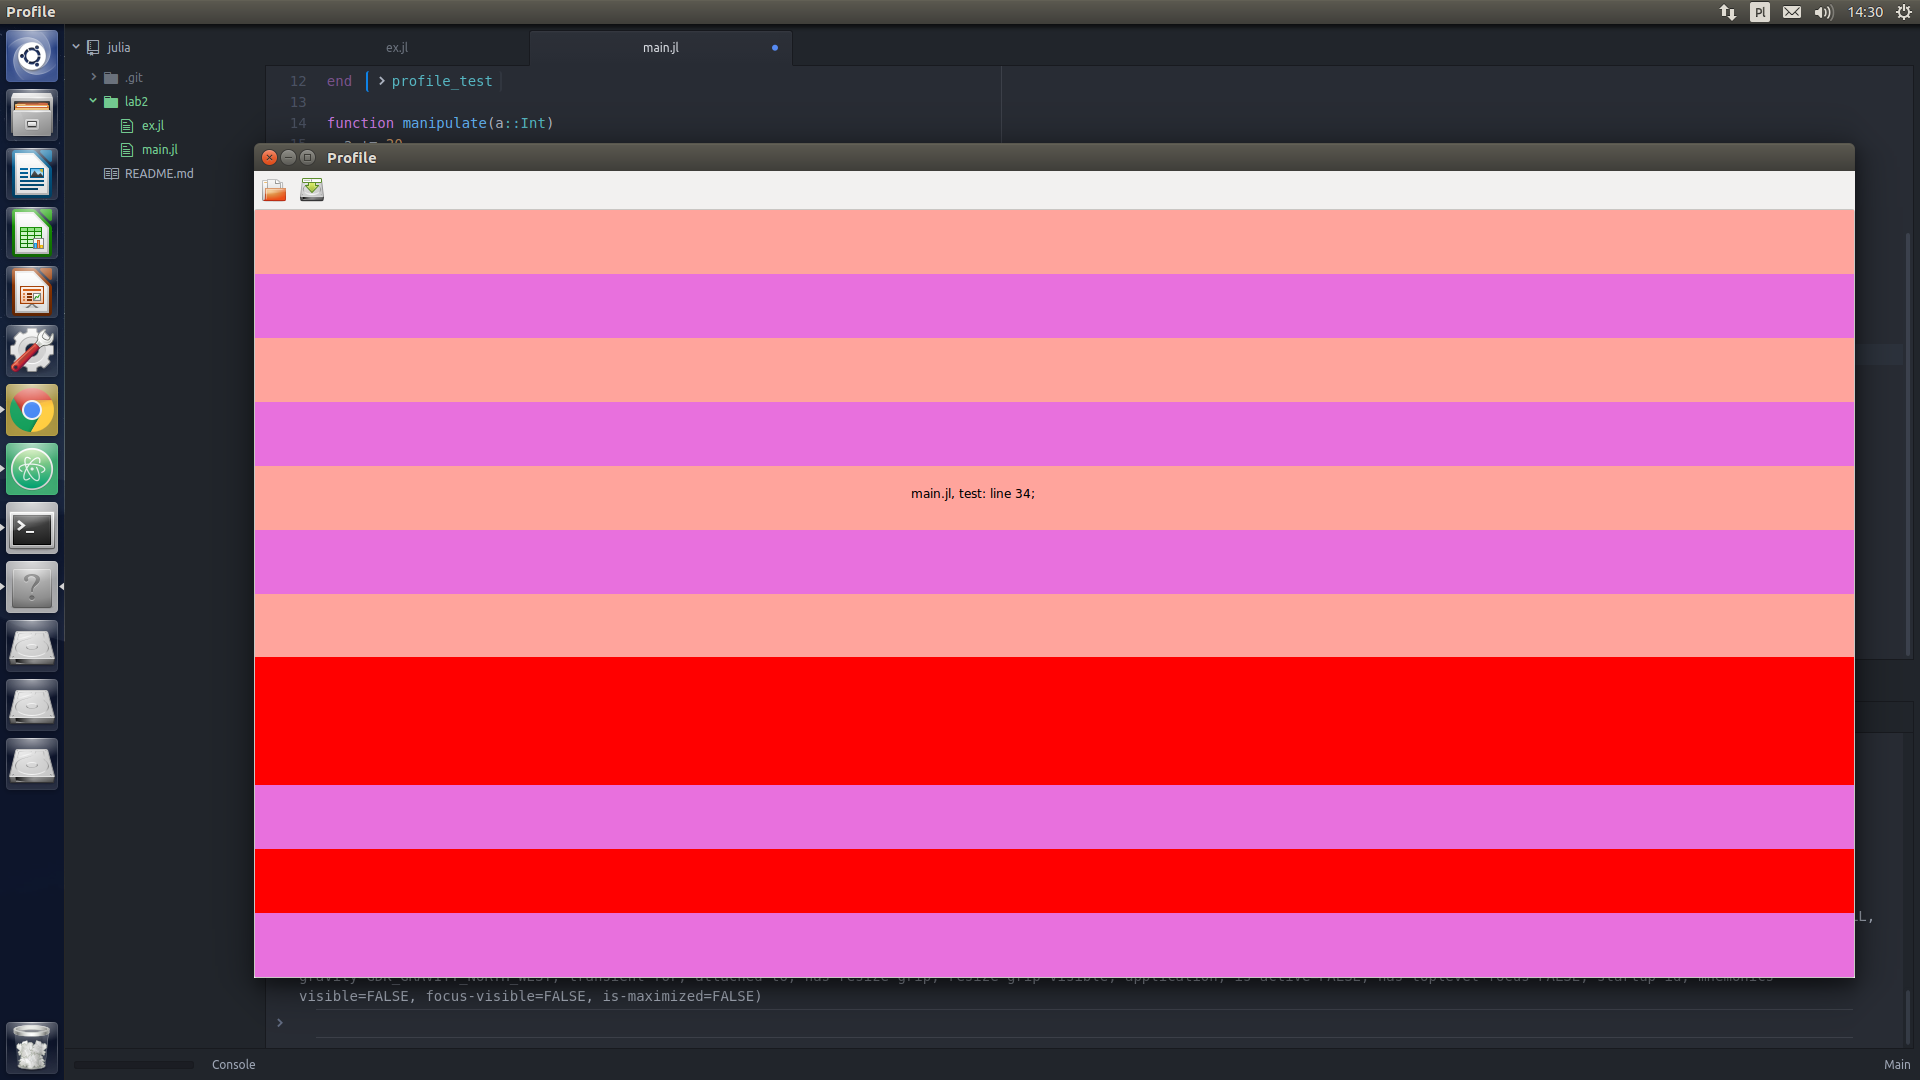 Profile
Pl
14:30
julia
ex.jl
main.jl
.git
lab2
ex.jl
main.jl
README.md
12 end > profile_test
13
14 function manipulate(a::Int)
Profile
main.jl, test: line 34;
visible=FALSE, focus-visible=FALSE, is-maximized=FALSE)
>
Console
Main